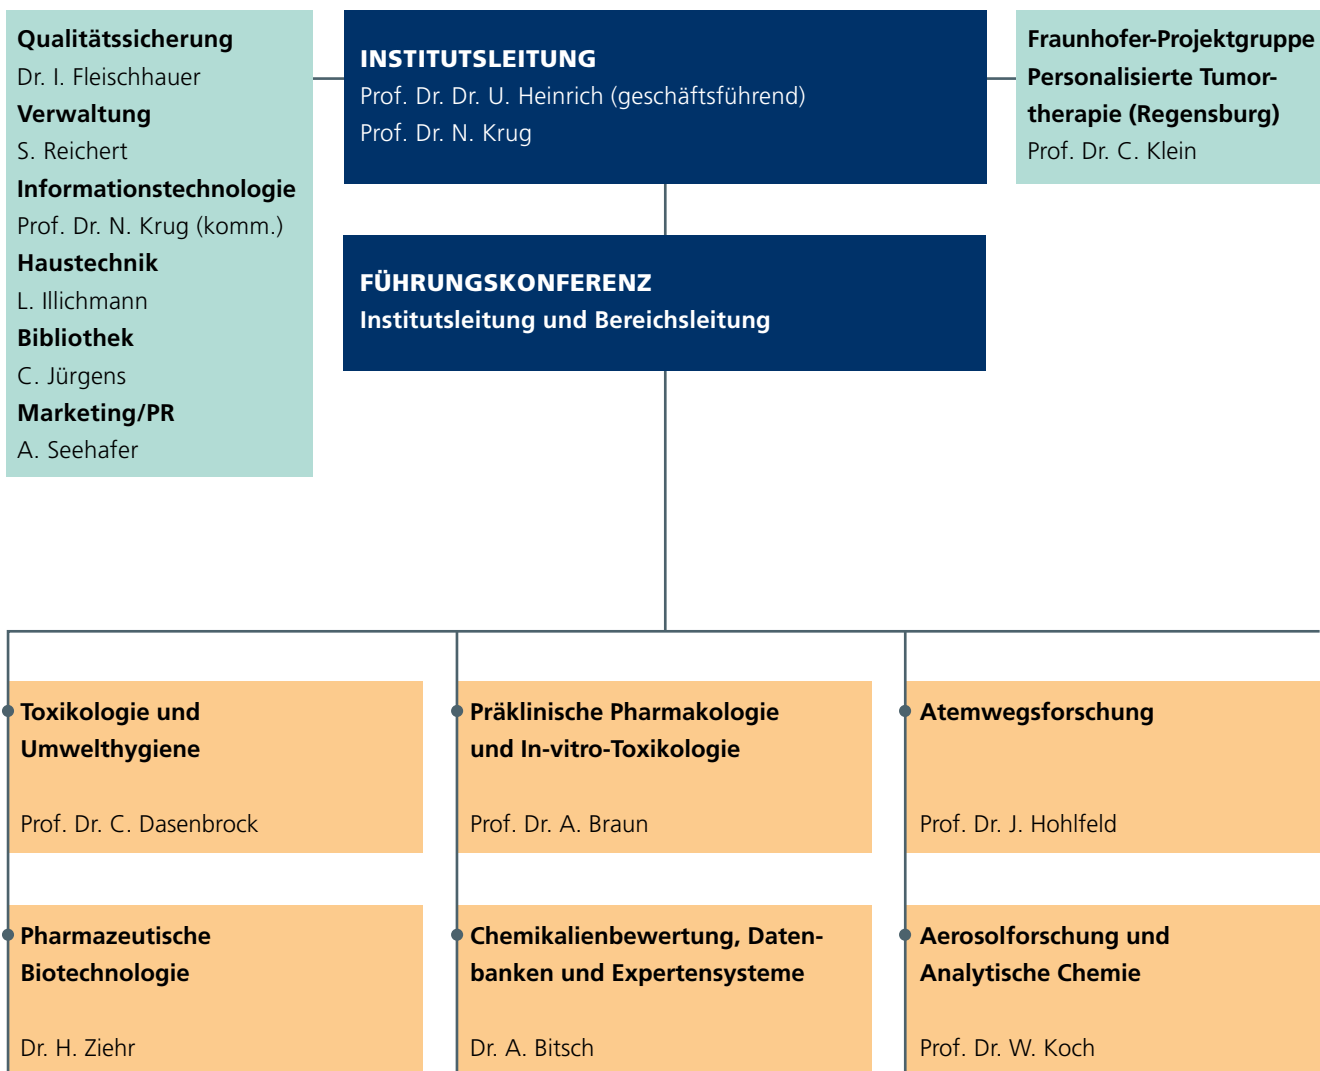 Qualitätssicherung
Dr. I. Fleischhauer
Verwaltung
S. Reichert
Informationstechnologie
Prof. Dr. N. Krug (komm.)
Haustechnik
L. Illichmann
Bibliothek
C. Jürgens
Marketing/PR
A. Seehafer
INSTITUTSLEITUNG
Prof. Dr. Dr. U. Heinrich (geschäftsführend)
Prof. Dr. N. Krug
Fraunhofer-Projektgruppe
Personalisierte Tumor-
therapie (Regensburg)
Prof. Dr. C. Klein
FÜHRUNGSKONFERENZ
Institutsleitung und Bereichsleitung
Toxikologie und
Umwelthygiene
Prof. Dr. C. Dasenbrock
Präklinische Pharmakologie
und In-vitro-Toxikologie
Prof. Dr. A. Braun
Atemwegsforschung
Prof. Dr. J. Hohlfeld
Pharmazeutische
Biotechnologie
Dr. H. Ziehr
Chemikalienbewertung, Daten-
banken und Expertensysteme
Dr. A. Bitsch
Aerosolforschung und
Analytische Chemie
Prof. Dr. W. Koch